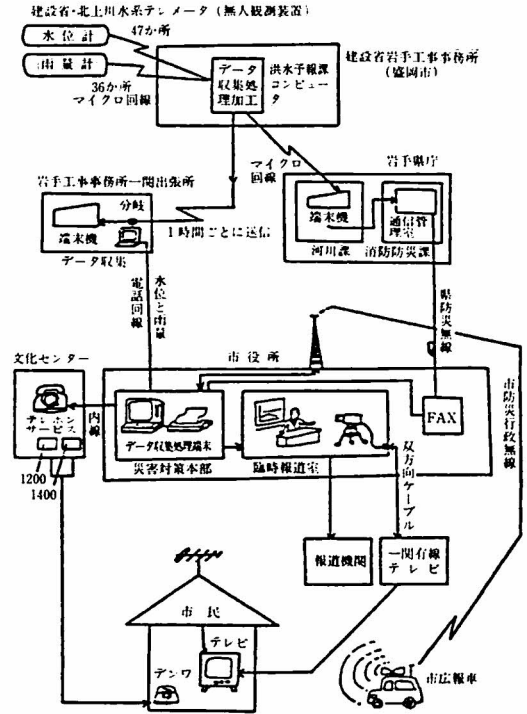 建設省・北上川水系テレメータ(無人観測装置)
水位計
47か所
雨量計
36か所
マイクロ回線
データ
収集処
理加工
洪水予報課
コンピュー
タ
建設省岩手工事事務所
(盛岡市)
マイクロ
回線
岩手県庁
端末機
通信管
理室
河川課
消防防災課
岩手工事事務所一関出張所
分岐
端末機
データ収集
1時間ごとに送信
電話回線
水位と雨量
県防災無線
文化センター
テレホン
サービス
1200
1400
内線
市役所
データ収集処理端末
災害対策本部
臨時報道室
FAX
双方向ケーブル
市防災行政無線
報道機関
一関有線
テレビ
市民
テレビ
デンワ
市広報車